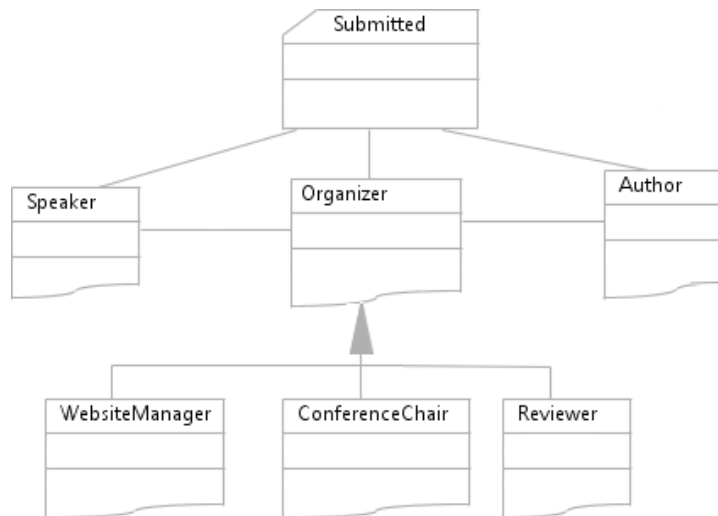 Submitted
Speaker
Organizer
Author
WebsiteManager
ConferenceChair
Reviewer